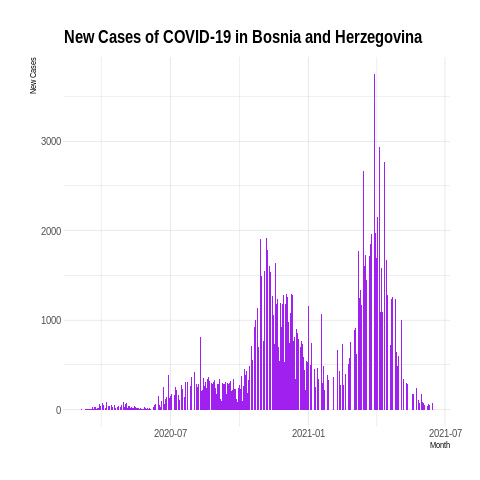 New Cases of COVID-19 in Bosnia and Herzegovina
New Cases
3000
2000
1000
0
2020-07
2021-01
2021-07
Month